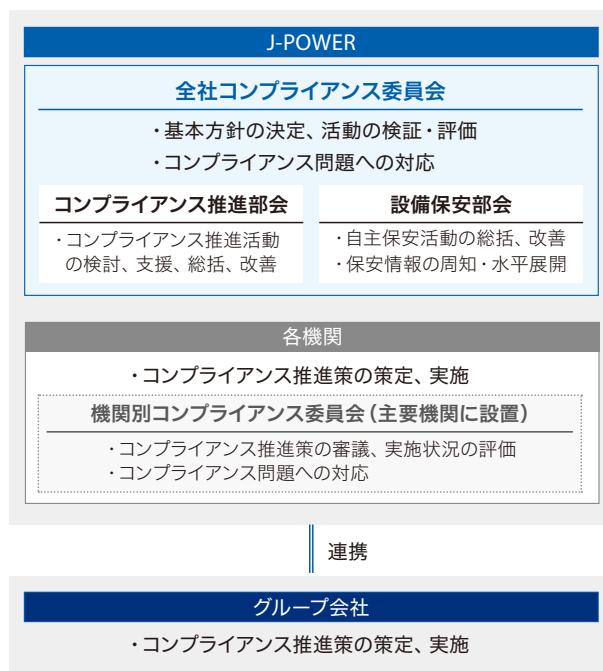 J-POWER
全社コンプライアンス委員会
・基本方針の決定、活動の検証・評価
・コンプライアンス問題への対応
コンプライアンス推進部会
・コンプライアンス推進活動
の検討、支援、総括、改善
設備保安部会
・自主保安活動の総括、改善
・保安情報の周知・水平展開
各機関
・コンプライアンス推進策の策定、実施
機関別コンプライアンス委員会（主要機関に設置）
・コンプライアンス推進策の審議、実施状況の評価
・コンプライアンス問題への対応
連携
グループ会社
・コンプライアンス推進策の策定、実施